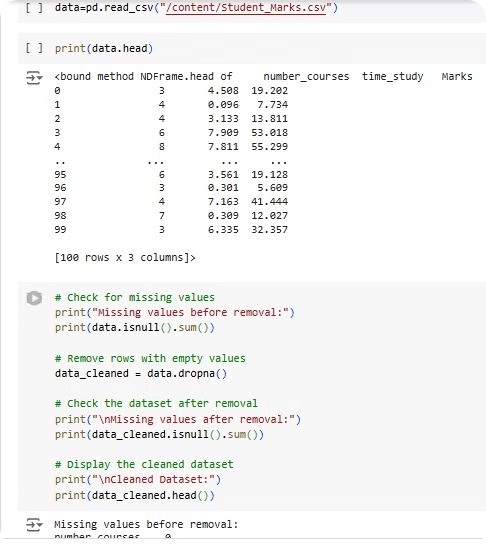 [ ] data=pd.read_csv("/content/Student_Marks.csv")
[ ] print(data.head)
<bound method NDFrame.head of     number_courses  time_study   Marks
0               3       4.508  19.202
1               4       0.096   7.734
2               4       3.133  13.811
3               6       7.909  53.018
4               8       7.811  55.299
..            ...         ...     ...
95              6       3.561  19.128
96              3       0.301   5.609
97              4       7.163  41.444
98              7       0.309  12.027
99              3       6.335  32.357
[100 rows x 3 columns]>
# Check for missing values
print("Missing values before removal:")
print(data.isnull().sum())
# Remove rows with empty values
data_cleaned = data.dropna()
# Check the dataset after removal
print("\nMissing values after removal:")
print(data_cleaned.isnull().sum())
# Display the cleaned dataset
print("\nCleaned Dataset:")
print(data_cleaned.head())
Missing values before removal:
number_courses    0